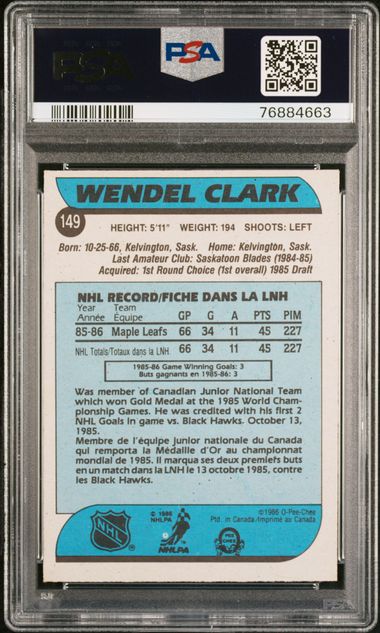 PSA
PSA
76884663
WENDEL CLARK
149
HEIGHT: 5'11" WEIGHT: 194 SHOOTS: LEFT
Born: 10-25-66, Kelvington, Sask. Home: Kelvington, Sask.
Last Amateur Club: Saskatoon Blades (1984-85)
Acquired: 1st Round Choice (1st overall) 1985 Draft
NHL RECORD/FICHE DANS LA LNH
Year Team
Année Équipe GP G A PTS PIM
85-86 Maple Leafs 66 34 11 45 227
NHL Totals/Totaux dans la LNH 66 34 11 45 227
1985-86 Game Winning Goals: 3
Buts gagnants en 1985-86: 3
Was member of Canadian Junior National Team
which won Gold Medal at the 1985 World Cham-
pionship Games. He was credited with his first 2
NHL Goals in game vs. Black Hawks. October 13,
1985.
Membre de l'équipe junior nationale du Canada
qui remporta la Médaille d'Or au championnat
mondial de 1985. Il marqua ses deux premiers buts
en un match dans la LNH le 13 octobre 1985, contre
les Black Hawks.
NHL
© 1986
NHLPA
NHLPA
©1986 O-Pee-Chee
Ptd. in Canada/Imprimé au Canada
O
PEE
CHEE